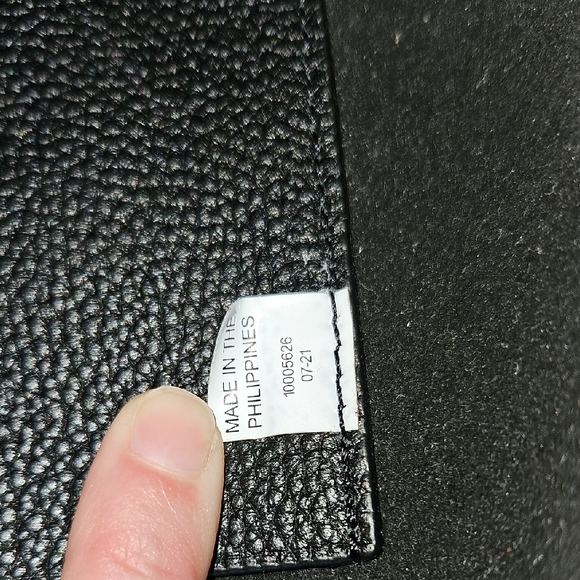 MADE IN THE
PHILIPPINES
10005626
07-21